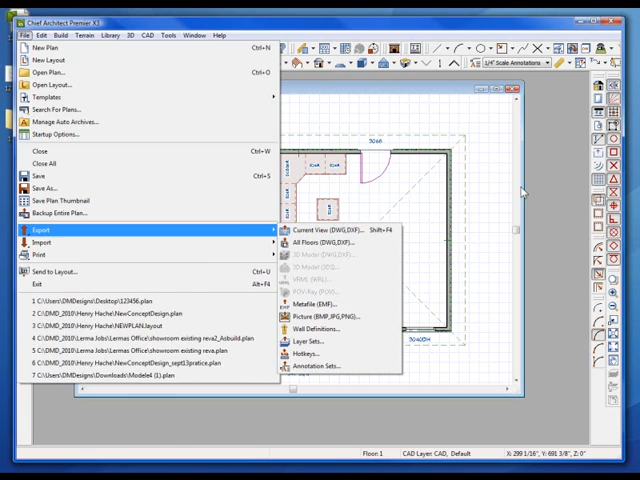 Chief Architect Premier X3
File Edit Build Terrain Library 3D CAD Tools Window Help
New Plan Ctrl+N
New Layout
Open Plan... Ctrl+O
Open Layout...
Templates
Search For Plans...
Manage Auto Archives...
Startup Options...
Close Ctrl+W
Close All
Save Ctrl+S
Save As...
Save Plan Thumbnail
Backup Entire Plan...
Export
Import
Print
Send to Layout... Ctrl+U
Exit Alt+F4
1 C:\DMDesigns\Desktop\123456.plan
2 C:\DMD_2010\Henry Hache\NewConceptDesign.plan
3 C:\DMD_2010\Henry Hache\NEWPLAN.layout
4 C:\DMD_2010\Lerma Jobs\Lermas Office\showroom existing reva2_Asbuild.plan
5 C:\DMD_2010\Lerma Jobs\Lermas Office\showroom existing reva.plan
6 C:\DMD_2010\Henry Hache\NewConceptDesign_sept13pratice.plan
7 C:\Users\DMDesigns\Downloads\Modele4 (1).plan
Current View (DWG,DXF)... Shift+F4
All Floors (DWG,DXF)...
3D Model (DWG,DXF)...
3D Model (3DS)...
VRML (WRL)...
POV-Ray (POV)...
Metafile (EMF)...
Picture (BMP,JPG,PNG)...
Wall Definitions...
Layer Sets...
Hotkeys...
Annotation Sets...
1/4" Scale Annotations
3068
Floor: 1 CAD Layer: CAD, Default X: 299 1/16", Y: 691 3/8", Z: 0"